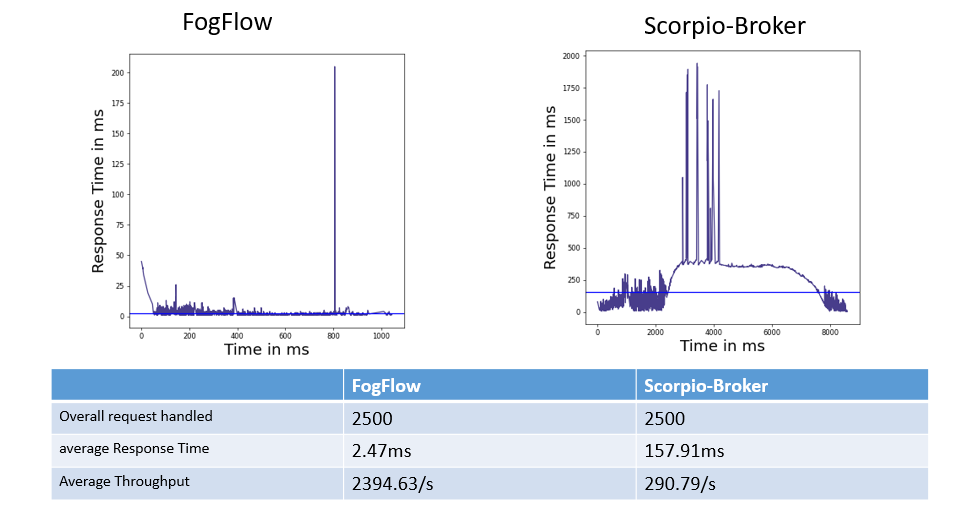 FogFlow
Scorpio-Broker
Response Time in ms
200
175
150
125
100
75
50
25
0
0 200 400 600 800 1000
Time in ms
Response Time in ms
2000
1750
1500
1250
1000
750
500
250
0
0 2000 4000 6000 8000
Time in ms
FogFlow Scorpio-Broker
Overall request handled 2500 2500
average Response Time 2.47ms 157.91ms
Average Throughput 2394.63/s 290.79/s